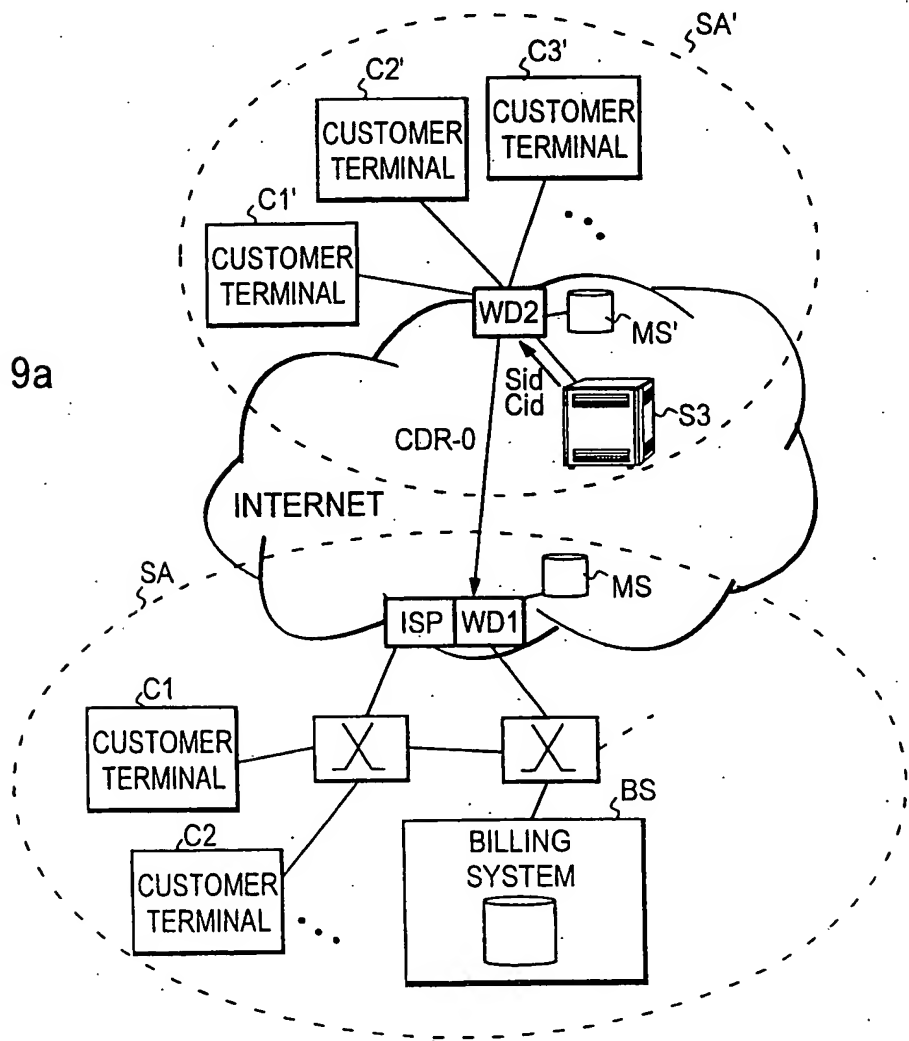 SA'
C2'
C3'
CUSTOMER
TERMINAL
CUSTOMER
TERMINAL
C1'
CUSTOMER
TERMINAL
WD2
MS'
9a
Sid
Cid
S3
CDR-0
INTERNET
SA
MS
ISP
WD1
C1
CUSTOMER
TERMINAL
BS
C2
BILLING
SYSTEM
CUSTOMER
TERMINAL